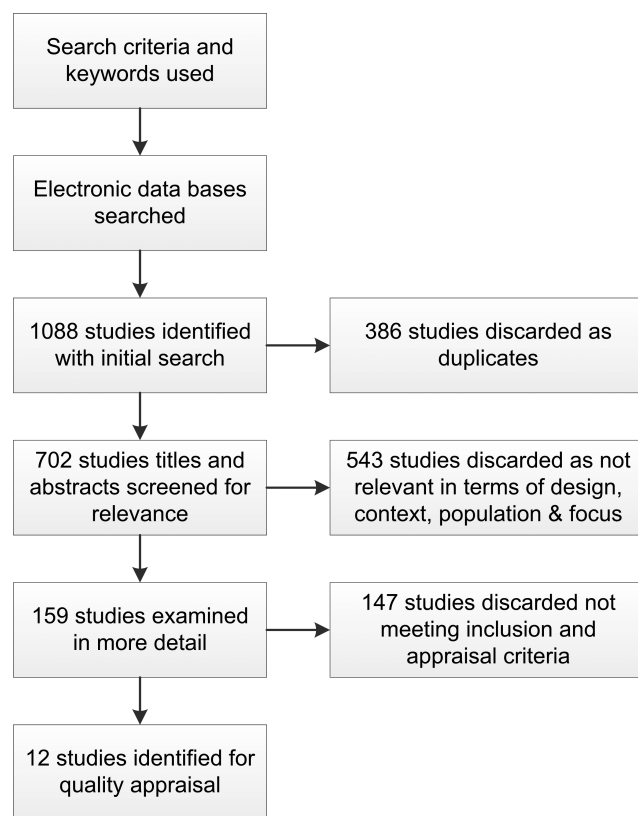 Search criteria and
keywords used
Electronic data bases
searched
1088 studies identified
with initial search
386 studies discarded as
duplicates
702 studies titles and
abstracts screened for
relevance
543 studies discarded as not
relevant in terms of design,
context, population & focus
159 studies examined
in more detail
147 studies discarded not
meeting inclusion and
appraisal criteria
12 studies identified for
quality appraisal